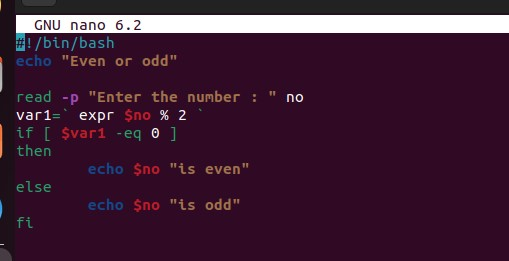 GNU nano 6.2
#!/bin/bash
echo "Even or odd"
read -p "Enter the number : " no
var1=` expr $no % 2 `
if [ $var1 -eq 0 ]
then
echo $no "is even"
else
echo $no "is odd"
fi